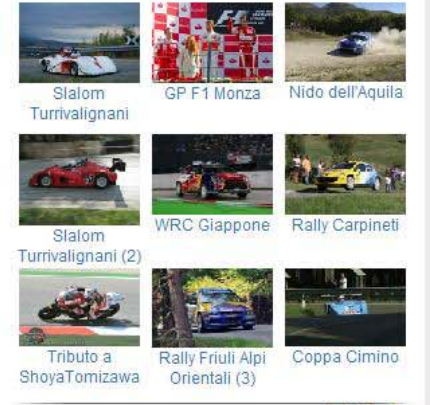 Slalom
Turrivalignani
GP F1 Monza
Nido dell'Aquila
Slalom
Turrivalignani (2)
WRC Giappone
Rally Carpineti
Tributo a
ShoyaTomizawa
Rally Friuli Alpi
Orientali (3)
Coppa Cimino